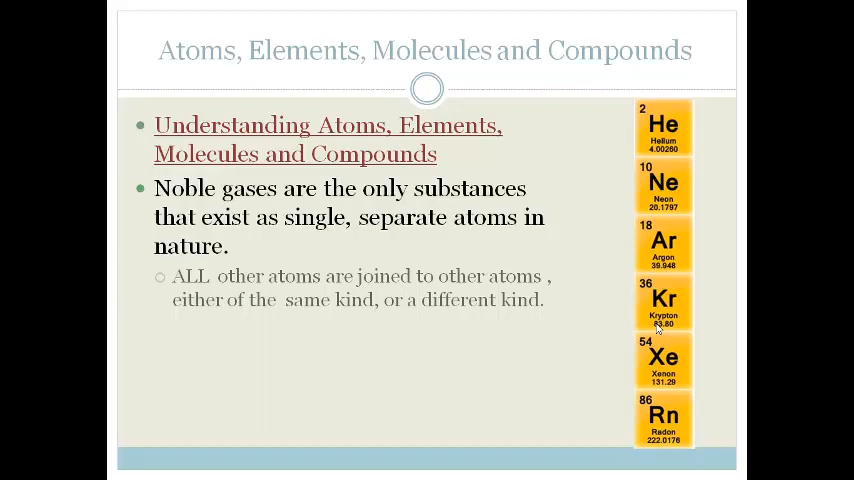 Atoms, Elements, Molecules and Compounds
Understanding Atoms, Elements,
Molecules and Compounds
Noble gases are the only substances
that exist as single, separate atoms in
nature.
ALL other atoms are joined to other atoms ,
either of the same kind, or a different kind.
2
He
Helium
4.00260
10
Ne
Neon
20.1797
18
Ar
Argon
39.948
36
Kr
Krypton
83.80
54
Xe
Xenon
131.29
86
Rn
Radon
222.0176